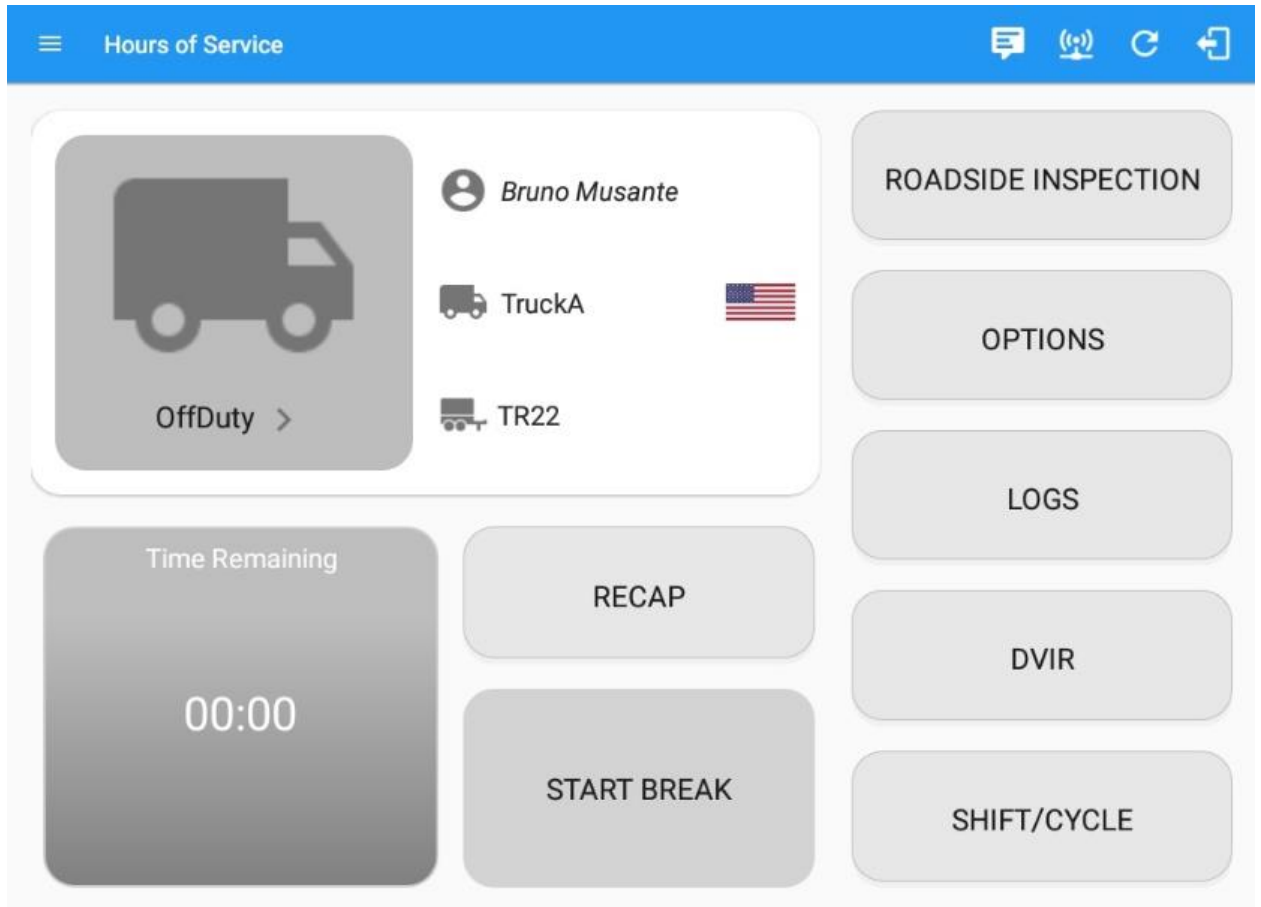 Hours of Service
Bruno Musante
TruckA
TR22
OffDuty
Time Remaining
00:00
RECAP
START BREAK
ROADSIDE INSPECTION
OPTIONS
LOGS
DVIR
SHIFT/CYCLE